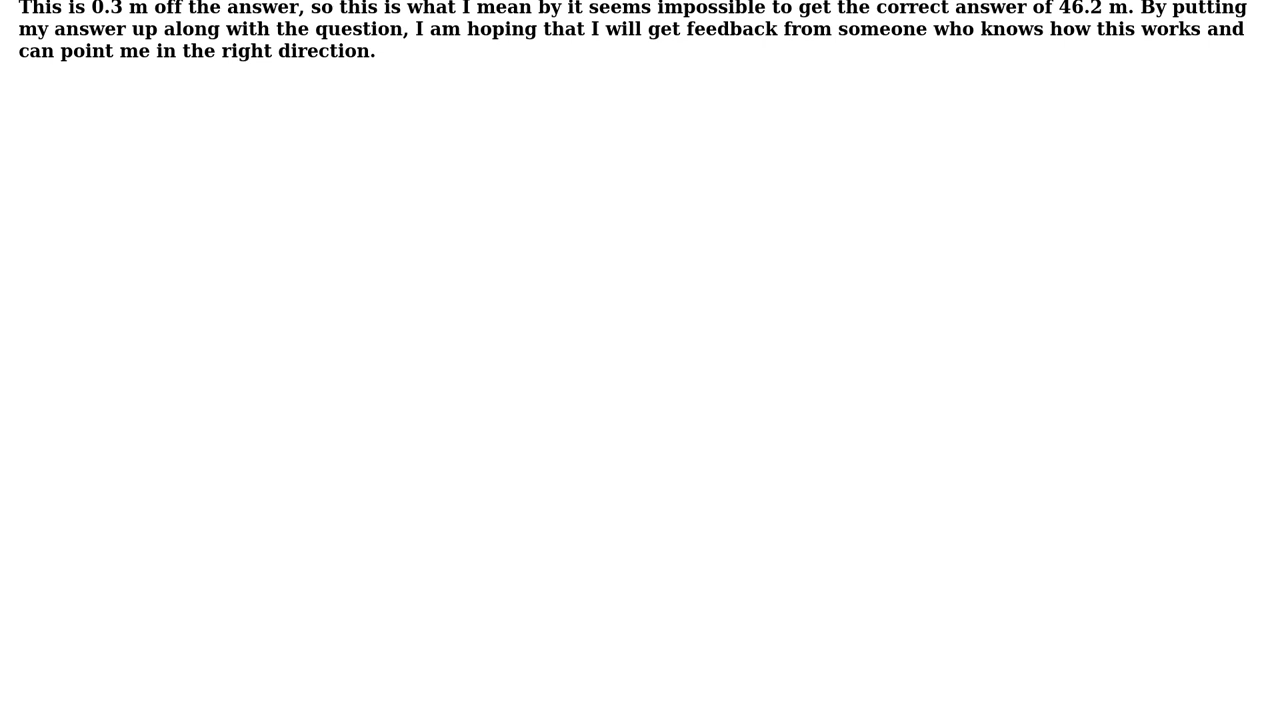 This is 0.3 m off the answer, so this is what I mean by it seems impossible to get the correct answer of 46.2 m. By putting
my answer up along with the question, I am hoping that I will get feedback from someone who knows how this works and
can point me in the right direction.